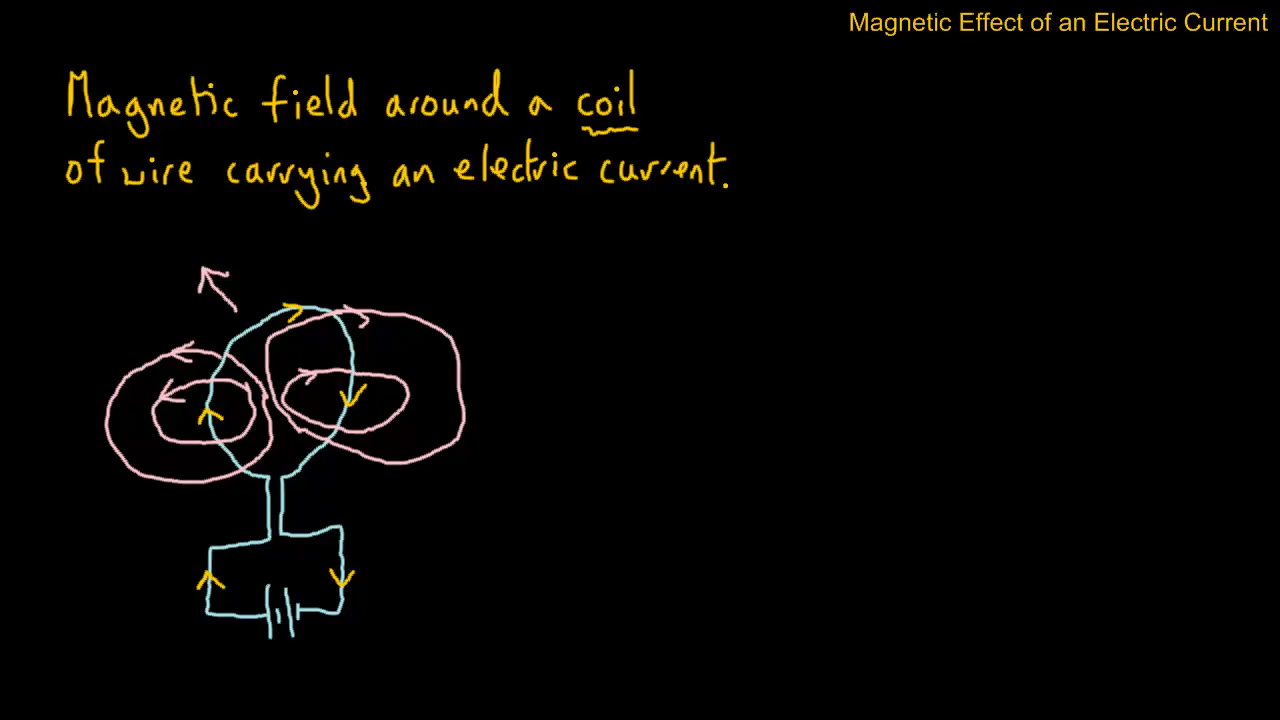 Magnetic Effect of an Electric Current
Magnetic field around a coil
of wire carrying an electric current.